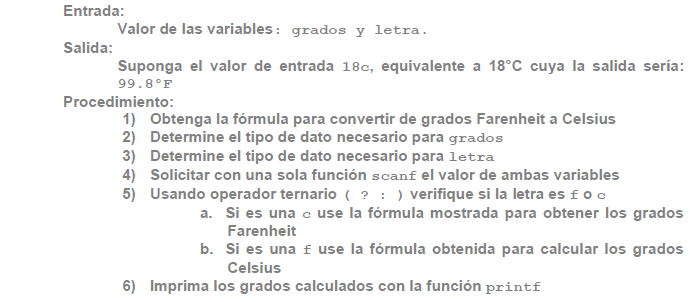 Entrada:
Valor de las variables: grados y letra.
Salida:
Suponga el valor de entrada 18c, equivalente a 18°C cuya la salida sería:
99.8°F
Procedimiento:
1) Obtenga la fórmula para convertir de grados Farenheit a Celsius
2) Determine el tipo de dato necesario para grados
3) Determine el tipo de dato necesario para letra
4) Solicitar con una sola función scanf el valor de ambas variables
5) Usando operador ternario ( ? : ) verifique si la letra es f o c
a. Si es una c use la fórmula mostrada para obtener los grados
Farenheit
b. Si es una f use la fórmula obtenida para calcular los grados
Celsius
6) Imprima los grados calculados con la función printf